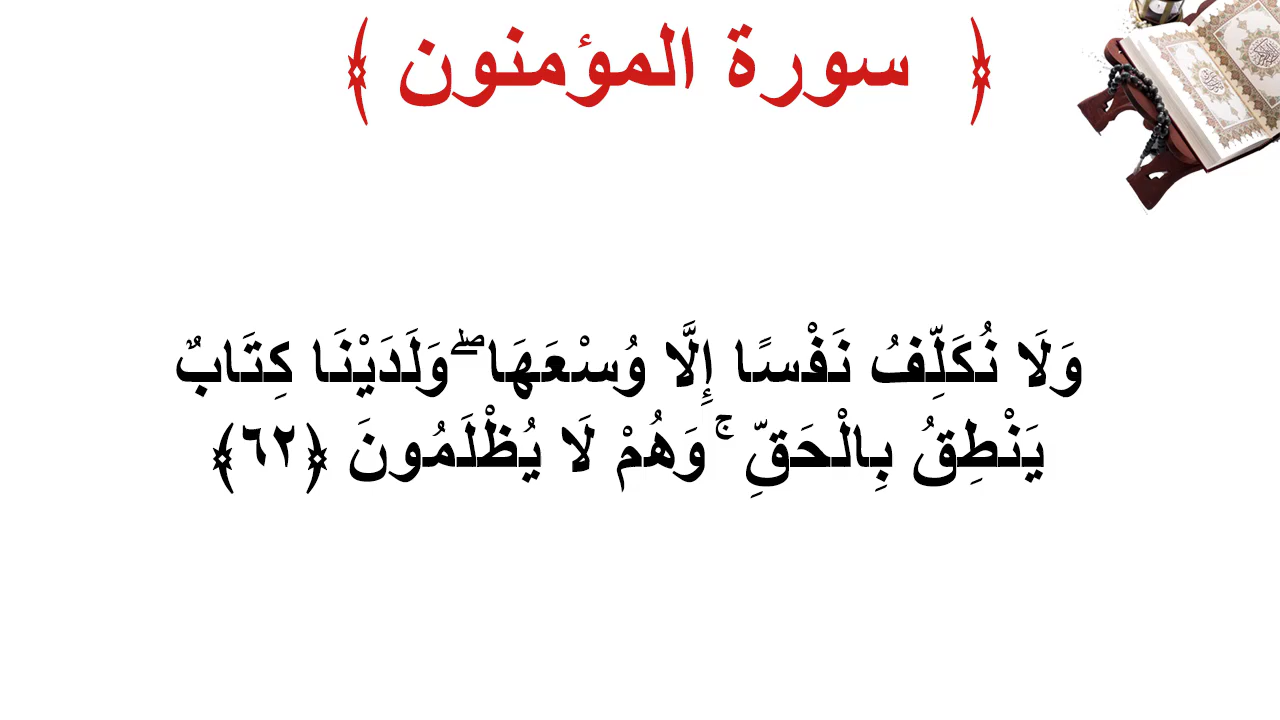 ﴿ سورة المؤمنون ﴾
وَلَا نُكَلِّفُ نَفْسًا إِلَّا وُسْعَهَا ۖ وَلَدَيْنَا كِتَابٌ
يَنْطِقُ بِالْحَقِّ ۚ وَهُمْ لَا يُظْلَمُونَ ﴿٦٢﴾